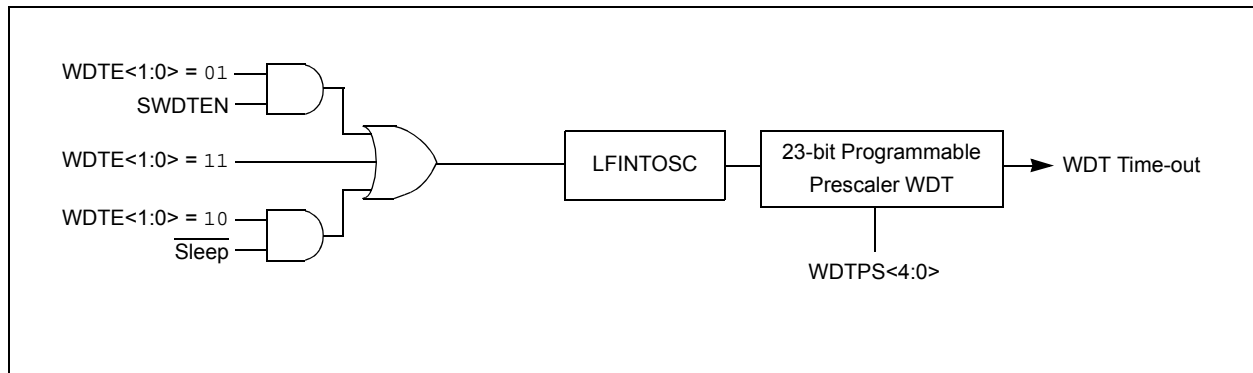 WDTE<1:0> = 01
SWDTEN
WDTE<1:0> = 11
WDTE<1:0> = 10
Sleep
LFINTOSC
23-bit Programmable
Prescaler WDT
WDT Time-out
WDTPS<4:0>